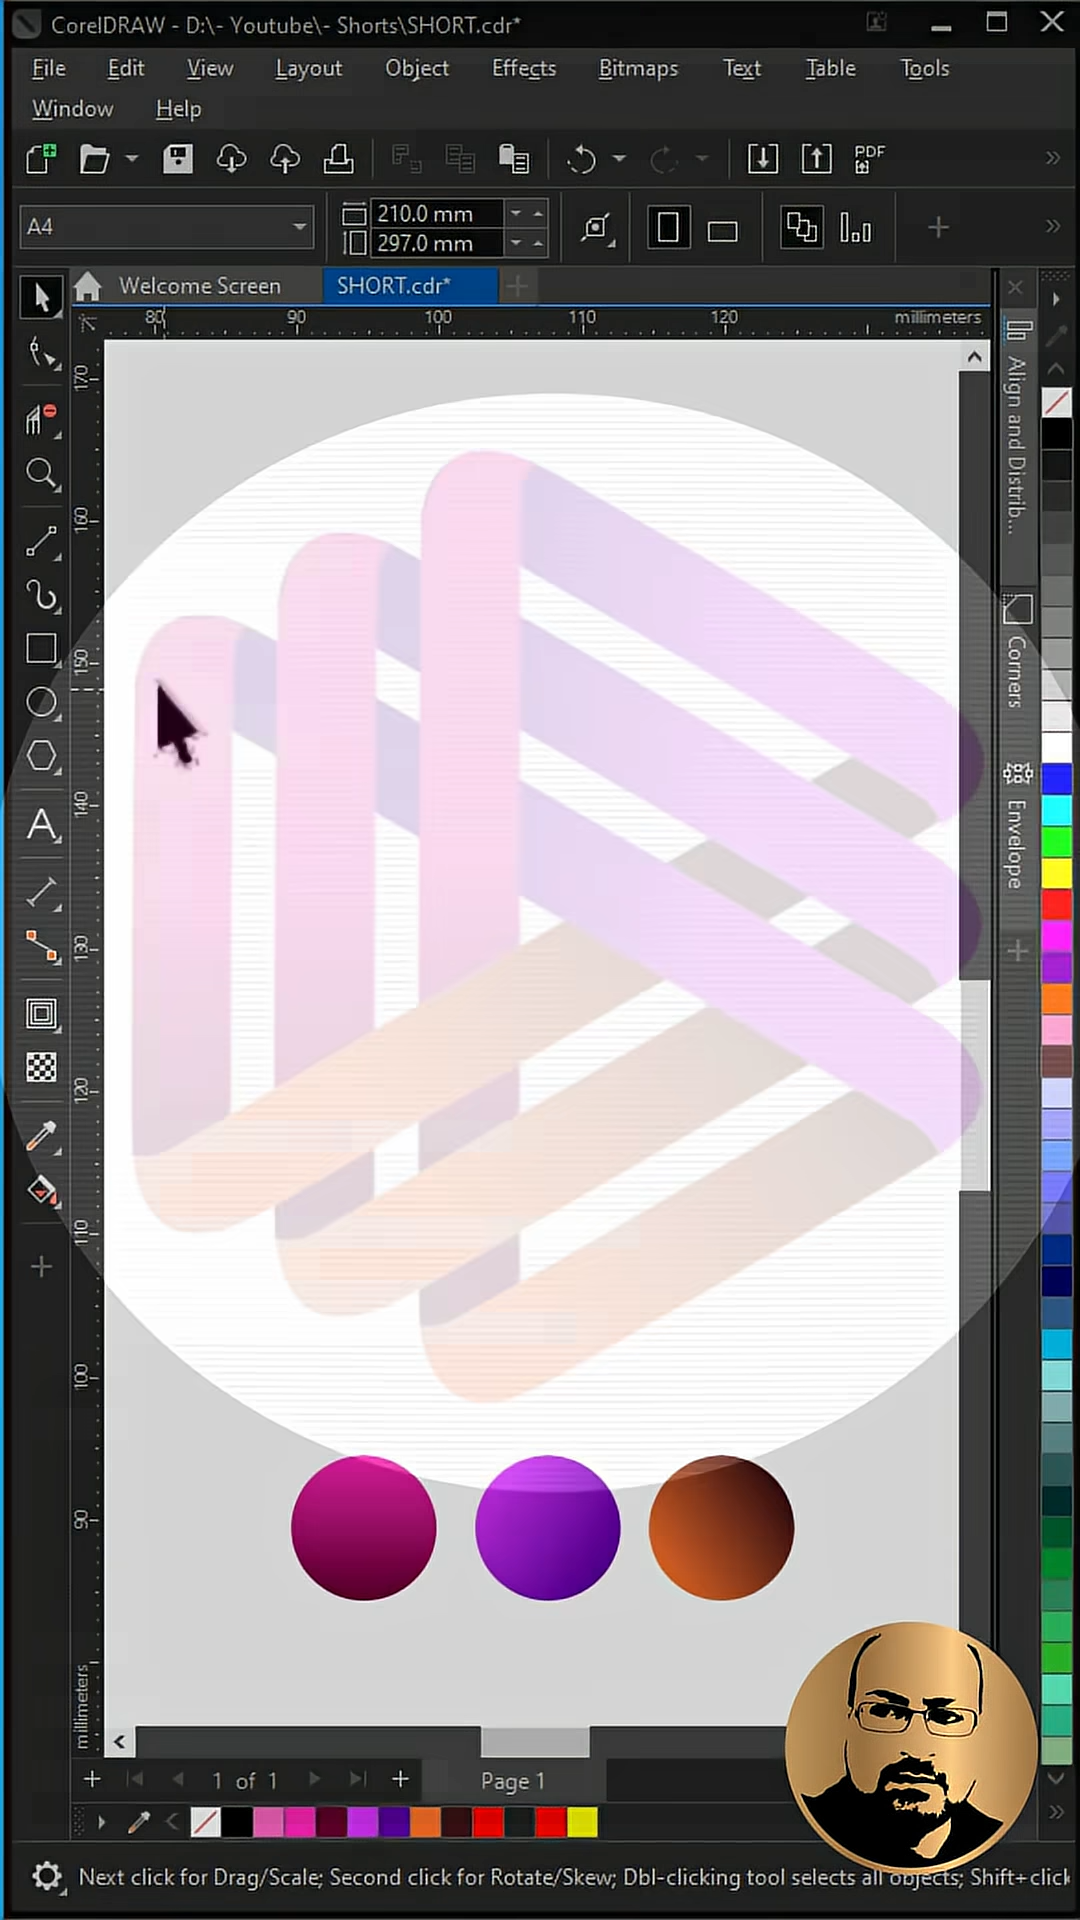 CorelDRAW - D:\- Youtube\- Shorts\SHORT.cdr*
File Edit View Layout Object Effects Bitmaps Text Table Tools
Window Help
PDF
A4
210.0 mm
297.0 mm
Welcome Screen
SHORT.cdr*
80 90 100 110 120 millimeters
170
160
150
140
130
120
110
100
90
millimeters
Align and Distrib...
Corners
Envelope
1 of 1
Page 1
Next click for Drag/Scale; Second click for Rotate/Skew; Dbl-clicking tool selects all objects; Shift+click